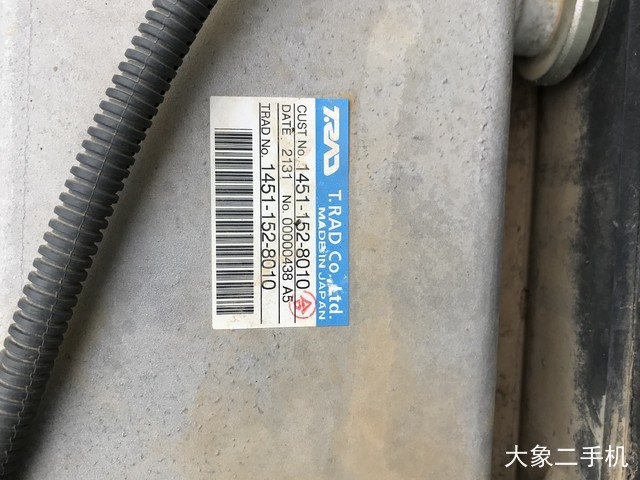 TRAD T.RAD Co.,Ltd.
MADE IN JAPAN
CUST No. 1451-152-8010
DATE 2131 No. 00000438 A5
TRAD No. 1451-152-8010
大象二手机